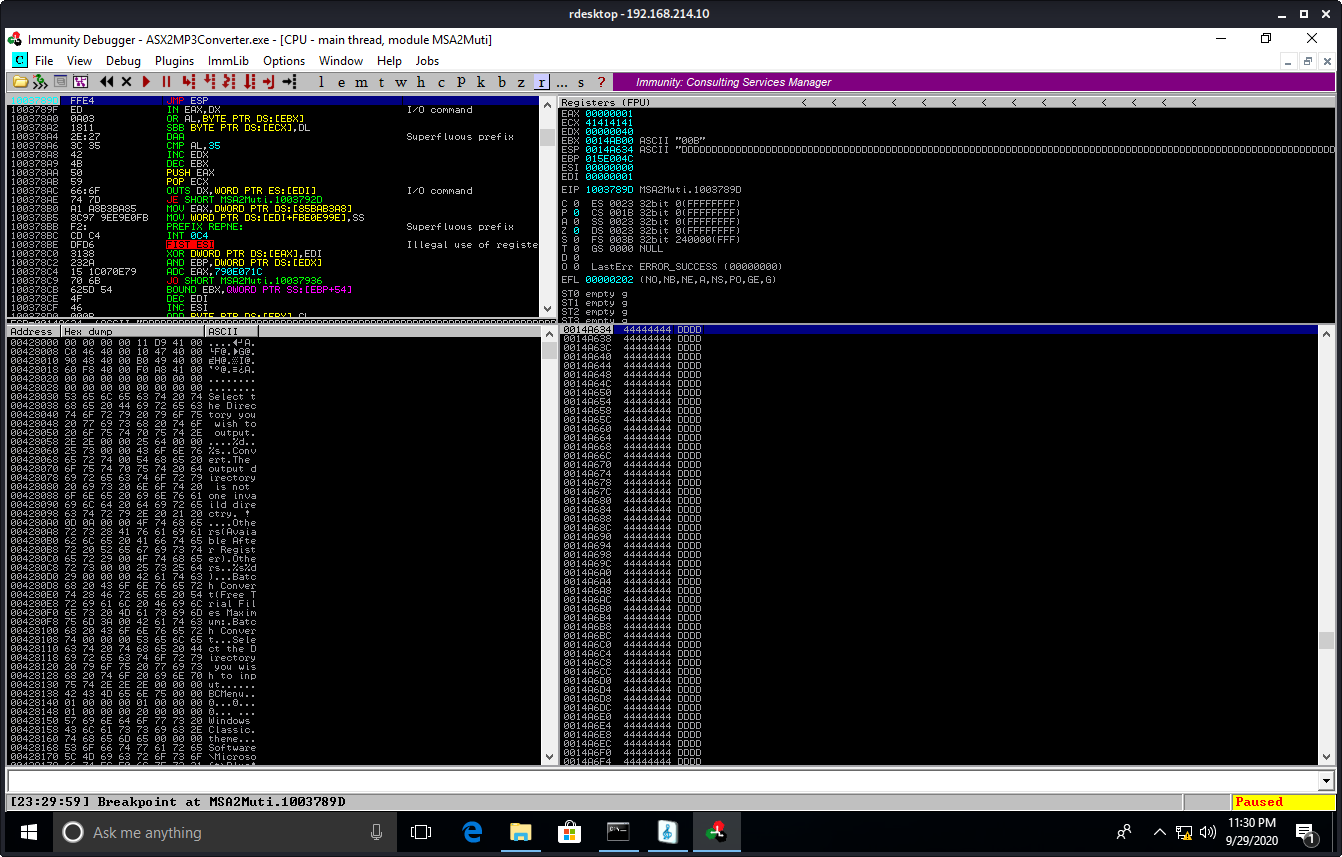 rdesktop - 192.168.214.10
Immunity Debugger - ASX2MP3Converter.exe - [CPU - main thread, module MSA2Muti]
C File View Debug Plugins ImmLib Options Window Help Jobs
l e m t w h c P k b z r ... s ? Immunity: Consulting Services Manager
FFE4 JMP ESP
1003789F ED IN EAX,DX I/O command
100378A0 0A03 OR AL,BYTE PTR DS:[EBX]
100378A2 1811 SBB BYTE PTR DS:[ECX],DL
100378A4 2E:27 DAA Superfluous prefix
100378A6 3C 35 CMP AL,35
100378A8 42 INC EDX
100378A9 4B DEC EBX
100378AA 50 PUSH EAX
100378AB 59 POP ECX
100378AC 66:6F OUTS DX,WORD PTR ES:[EDI] I/O command
100378AE 74 7D JE SHORT MSA2Muti.1003792D
100378B0 A1 A8B3BA85 MOV EAX,DWORD PTR DS:[85BAB3A8]
100378B5 8C97 9EE9E0FB MOV WORD PTR DS:[EDI+FBE0E99E],SS
100378BB F2: PREFIX REPNE: Superfluous prefix
100378BC CD C4 INT 0C4
100378BE DFD6 FIST ESI Illegal use of registe
100378C0 3138 XOR DWORD PTR DS:[EAX],EDI
100378C2 232A AND EBP,DWORD PTR DS:[EDX]
100378C4 15 1C070E79 ADC EAX,790E071C
100378C9 70 6B JO SHORT MSA2Muti.10037936
100378CB 625D 54 BOUND EBX,QWORD PTR SS:[EBP+54]
100378CE 4F DEC EDI
100378CF 46 INC ESI
Registers (FPU) < < < < < < < < < < < < < <
EAX 00000001
ECX 41414141
EDX 00000040
EBX 0014AB00 ASCII "00B"
ESP 0014A634 ASCII "DDDDDDDDDDDDDDDDDDDDDDDDDDDDDDDDDDDDDDDDDDDDDDDDDDDDDDDDDDDDDDDDDDDDDDDDDDDDDDDDDDDDDDDDDDDDDDDDDDDDDDDD
EBP 015E004C
ESI 00000000
EDI 00000001
EIP 1003789D MSA2Muti.1003789D
C 0 ES 0023 32bit 0(FFFFFFFF)
P 0 CS 001B 32bit 0(FFFFFFFF)
A 0 SS 0023 32bit 0(FFFFFFFF)
Z 0 DS 0023 32bit 0(FFFFFFFF)
S 0 FS 003B 32bit 240000(FFF)
T 0 GS 0000 NULL
D 0
O 0 LastErr ERROR_SUCCESS (00000000)
EFL 00000202 (NO,NB,NE,A,NS,PO,GE,G)
ST0 empty g
ST1 empty g
ST2 empty g
ST3 empty g
Address Hex dump ASCII
00428000 00 00 00 00 11 D9 41 00
00428008 C0 46 40 00 10 47 40 00
00428010 90 48 40 00 B0 49 40 00
00428018 60 F8 40 00 F0 A8 41 00
00428020 00 00 00 00 00 00 00 00 ........
00428028 00 00 00 00 00 00 00 00 ........
00428030 53 65 6C 65 63 74 20 74 Select t
00428038 68 65 20 44 69 72 65 63 he Direc
00428040 74 6F 72 79 20 79 6F 75 tory you
00428048 20 77 69 73 68 20 74 6F wish to
00428050 20 6F 75 74 70 75 74 2E output.
00428058 2E 2E 00 00 25 64 00 00 ....%d..
00428060 25 73 00 00 43 6F 6E 76 %s..Conv
00428068 65 72 74 00 54 68 65 20 ert.The
00428070 6F 75 74 70 75 74 20 64 output d
00428078 69 72 65 63 74 6F 72 79 irectory
00428080 20 69 73 20 6E 6F 74 20 is not
00428088 6F 6E 65 20 69 6E 76 61 one inva
00428090 69 6C 64 20 64 69 72 65 ild dire
00428098 63 74 72 79 2E 20 21 20 ctry. !
004280A0 0D 0A 00 00 4F 74 68 65 ....Othe
004280A8 72 73 28 41 76 61 69 61 rs(Avaia
004280B0 62 6C 65 20 41 66 74 65 ble Afte
004280B8 72 20 52 65 67 69 73 74 r Regist
004280C0 65 72 29 00 4F 74 68 65 er).Othe
004280C8 72 73 00 00 25 73 25 64 rs..%s%d
004280D0 29 00 00 00 42 61 74 63 )...Batc
004280D8 68 20 43 6F 6E 76 65 72 h Conver
004280E0 74 28 46 72 65 65 20 54 t(Free T
004280E8 72 69 61 6C 20 46 69 6C rial Fil
004280F0 65 73 20 4D 61 78 69 6D es Maxim
004280F8 75 6D 3A 00 42 61 74 63 um:.Batc
00428100 68 20 43 6F 6E 76 65 72 h Conver
00428108 74 00 00 00 53 65 6C 65 t...Sele
00428110 63 74 20 74 68 65 20 44 ct the D
00428118 69 72 65 63 74 6F 72 79 irectory
00428120 20 79 6F 75 20 77 69 73 you wis
00428128 68 20 74 6F 20 69 6E 70 h to inp
00428130 75 74 2E 2E 2E 00 00 00 ut......
00428138 42 43 4D 65 6E 75 00 00 BCMenu..
00428140 01 00 00 00 01 00 00 00
00428148 01 00 00 00 20 00 00 00
00428150 57 69 6E 64 6F 77 73 20 Windows
00428158 43 6C 61 73 73 69 63 2E Classic.
00428160 74 68 65 6D 65 00 00 00 theme...
00428168 53 6F 66 74 77 61 72 65 Software
00428170 5C 4D 69 63 72 6F 73 6F \Microso
0014A634 44444444 DDDD
0014A638 44444444 DDDD
0014A63C 44444444 DDDD
0014A640 44444444 DDDD
0014A644 44444444 DDDD
0014A648 44444444 DDDD
0014A64C 44444444 DDDD
0014A650 44444444 DDDD
0014A654 44444444 DDDD
0014A658 44444444 DDDD
0014A65C 44444444 DDDD
0014A660 44444444 DDDD
0014A664 44444444 DDDD
0014A668 44444444 DDDD
0014A66C 44444444 DDDD
0014A670 44444444 DDDD
0014A674 44444444 DDDD
0014A678 44444444 DDDD
0014A67C 44444444 DDDD
0014A680 44444444 DDDD
0014A684 44444444 DDDD
0014A688 44444444 DDDD
0014A68C 44444444 DDDD
0014A690 44444444 DDDD
0014A694 44444444 DDDD
0014A698 44444444 DDDD
0014A69C 44444444 DDDD
0014A6A0 44444444 DDDD
0014A6A4 44444444 DDDD
0014A6A8 44444444 DDDD
0014A6AC 44444444 DDDD
0014A6B0 44444444 DDDD
0014A6B4 44444444 DDDD
0014A6B8 44444444 DDDD
0014A6BC 44444444 DDDD
0014A6C0 44444444 DDDD
0014A6C4 44444444 DDDD
0014A6C8 44444444 DDDD
0014A6CC 44444444 DDDD
0014A6D0 44444444 DDDD
0014A6D4 44444444 DDDD
0014A6D8 44444444 DDDD
0014A6DC 44444444 DDDD
0014A6E0 44444444 DDDD
0014A6E4 44444444 DDDD
0014A6E8 44444444 DDDD
0014A6EC 44444444 DDDD
0014A6F0 44444444 DDDD
0014A6F4 44444444 DDDD
[23:29:59] Breakpoint at MSA2Muti.1003789D Paused
Ask me anything
11:30 PM
9/29/2020
1